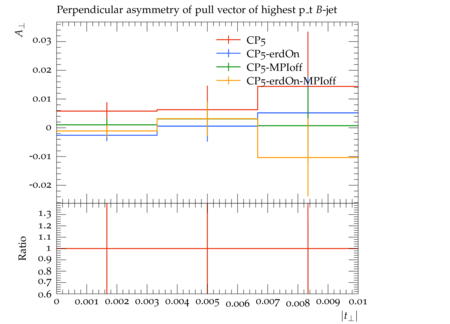 Perpendicular asymmetry of pull vector of highest p_t B-jet
A⊥
CP5
CP5-erdOn
CP5-MPIoff
CP5-erdOn-MPIoff
0.03
0.02
0.01
0
-0.01
-0.02
Ratio
1.3
1.2
1.1
1
0.9
0.8
0.7
0.6
0 0.001 0.002 0.003 0.004 0.005 0.006 0.007 0.008 0.009 0.01
|t⊥|